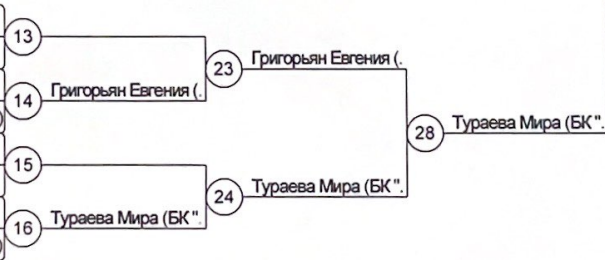 13
23
Григорьян Евгения (.
14
Григорьян Евгения (.
28
Тураева Мира (БК ".
15
24
Тураева Мира (БК ".
16
Тураева Мира (БК ".